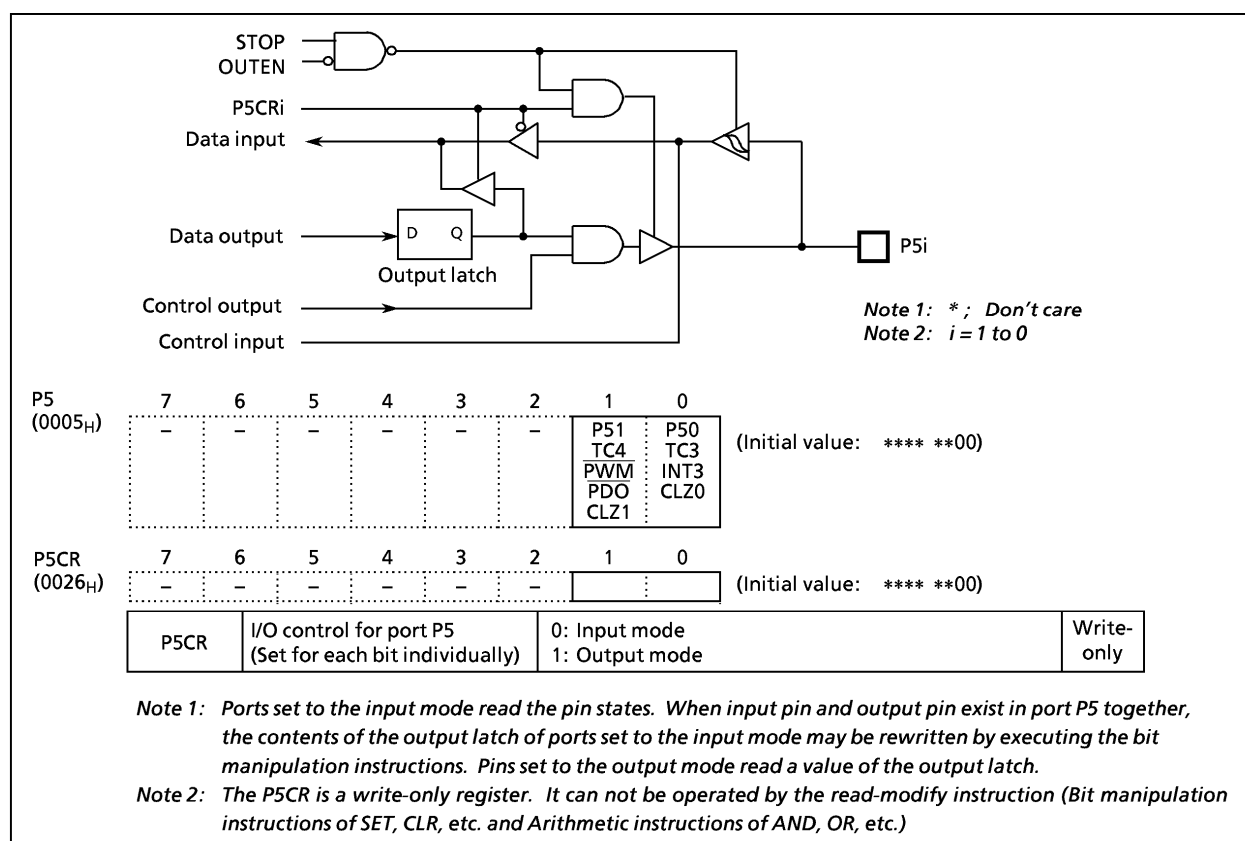 STOP
OUTEN
P5CRi
Data input
Data output
D Q
Output latch
P5i
Control output
Control input
Note 1: * ; Don't care
Note 2: i = 1 to 0
P5
(0005H)
7 6 5 4 3 2 1 0
– – – – – – P51 P50
TC4 TC3
PWM INT3
PDO CLZ0
CLZ1
(Initial value: **** **00)
P5CR
(0026H)
7 6 5 4 3 2 1 0
– – – – – –
(Initial value: **** **00)
P5CR
I/O control for port P5
(Set for each bit individually)
0: Input mode
1: Output mode
Write-
only
Note 1: Ports set to the input mode read the pin states. When input pin and output pin exist in port P5 together,
the contents of the output latch of ports set to the input mode may be rewritten by executing the bit
manipulation instructions. Pins set to the output mode read a value of the output latch.
Note 2: The P5CR is a write-only register. It can not be operated by the read-modify instruction (Bit manipulation
instructions of SET, CLR, etc. and Arithmetic instructions of AND, OR, etc.)